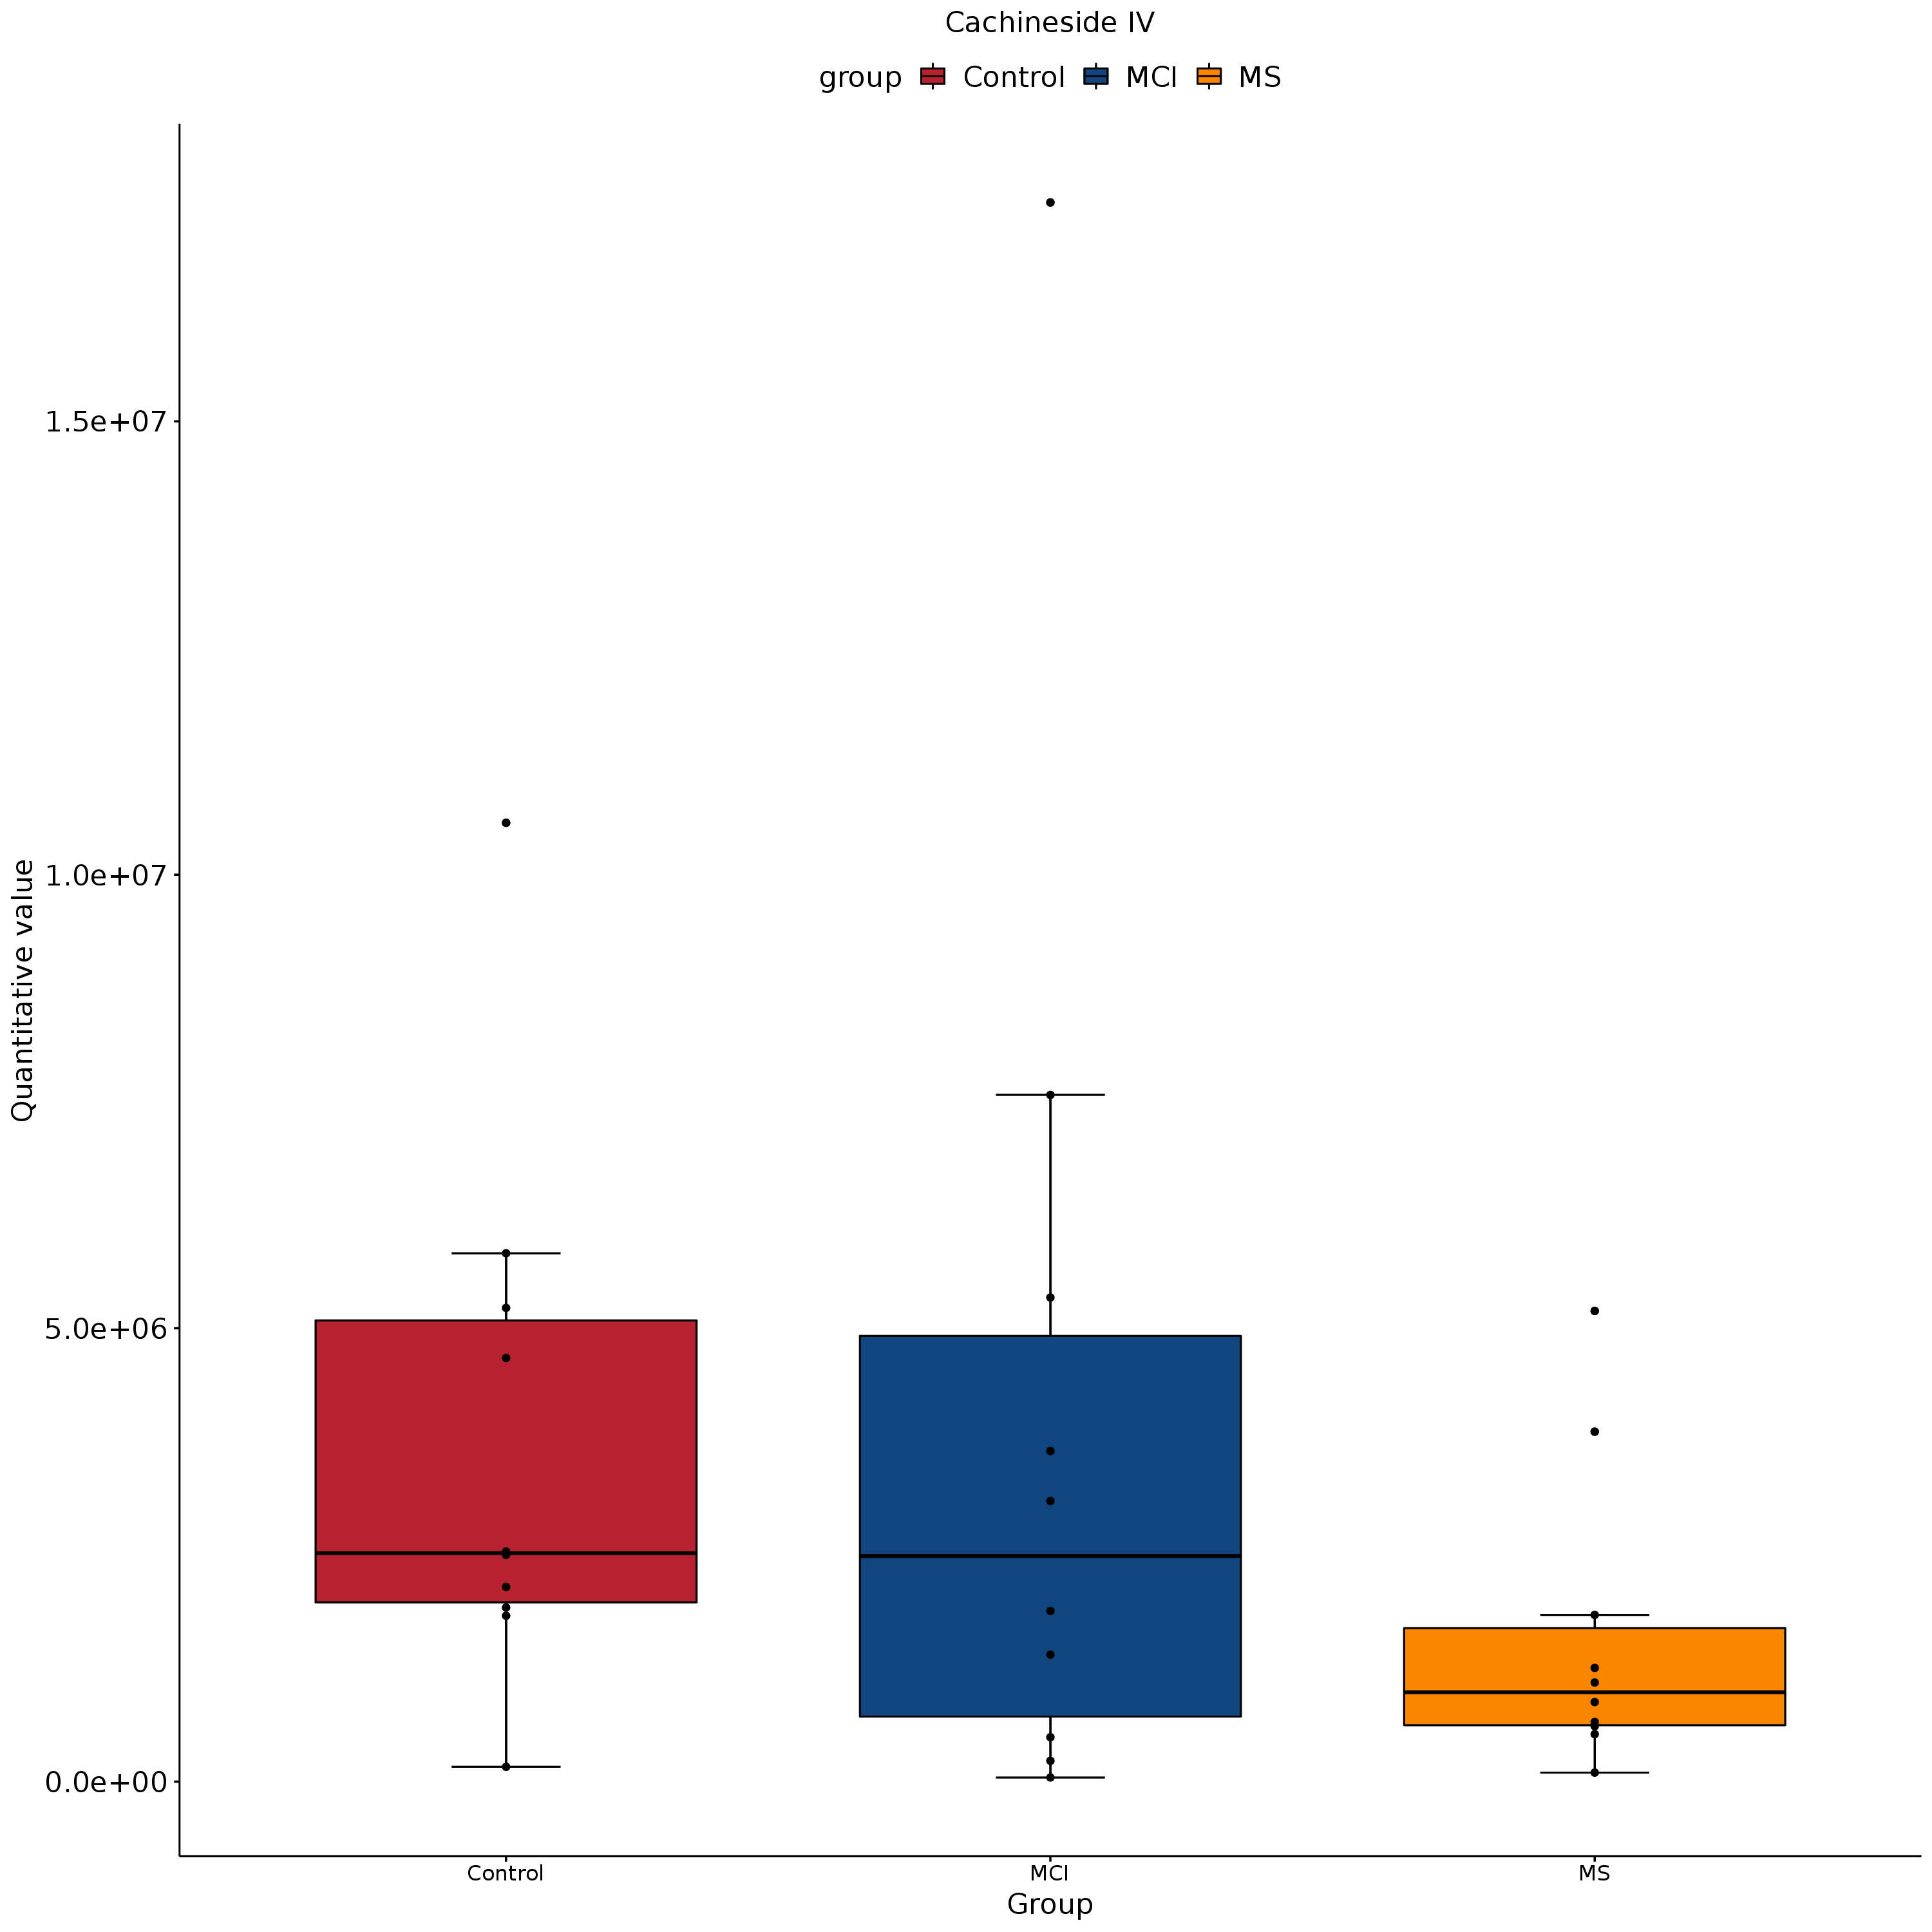 Cachineside IV
group Control MCI MS
Quantitative value
1.5e+07
1.0e+07
5.0e+06
0.0e+00
Control MCI MS
Group